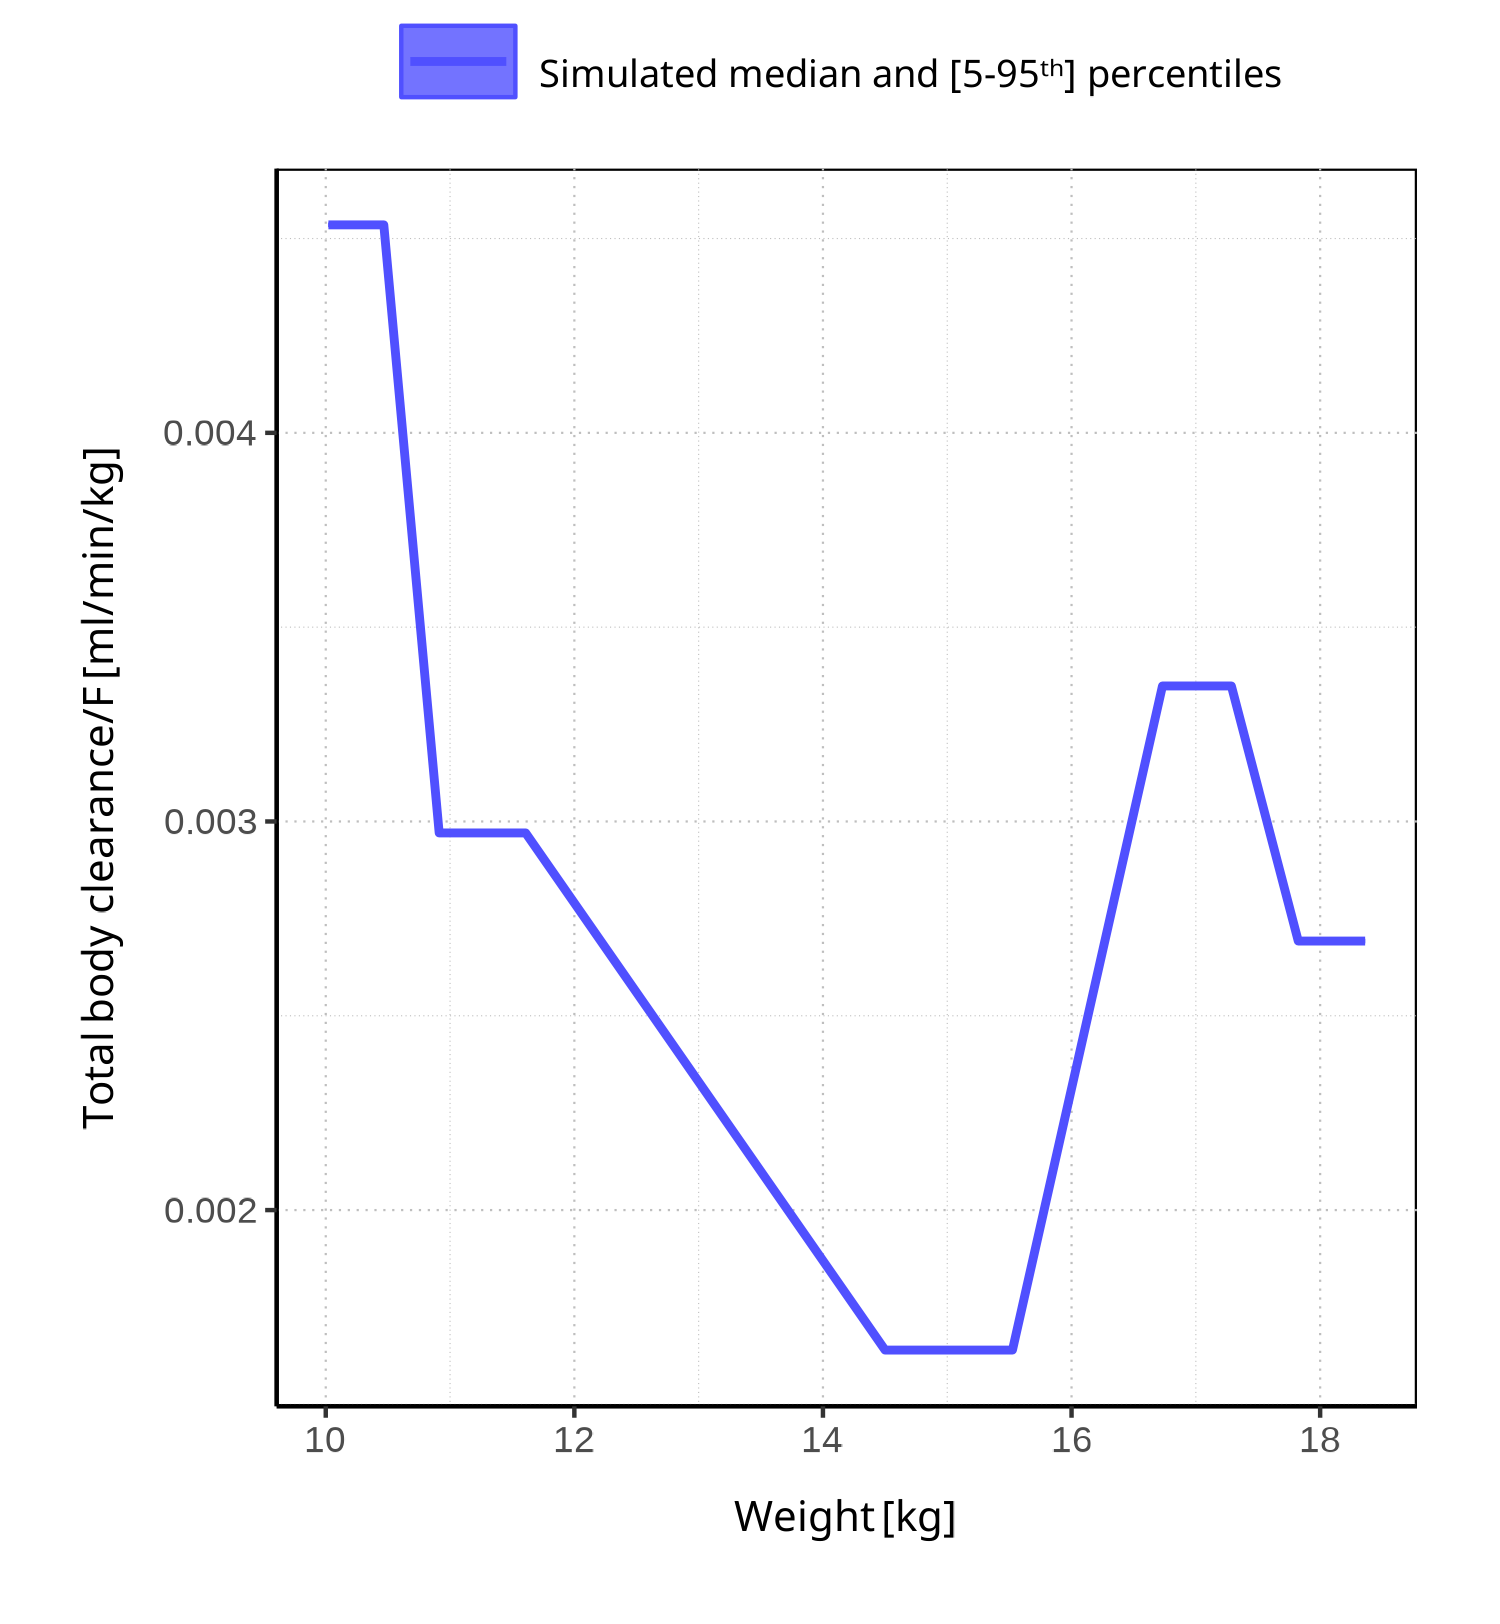 Simulated median and [5-95ᵗʰ] percentiles
0.004
0.003
0.002
Total body clearance/F [ml/min/kg]
10 12 14 16 18
Weight [kg]